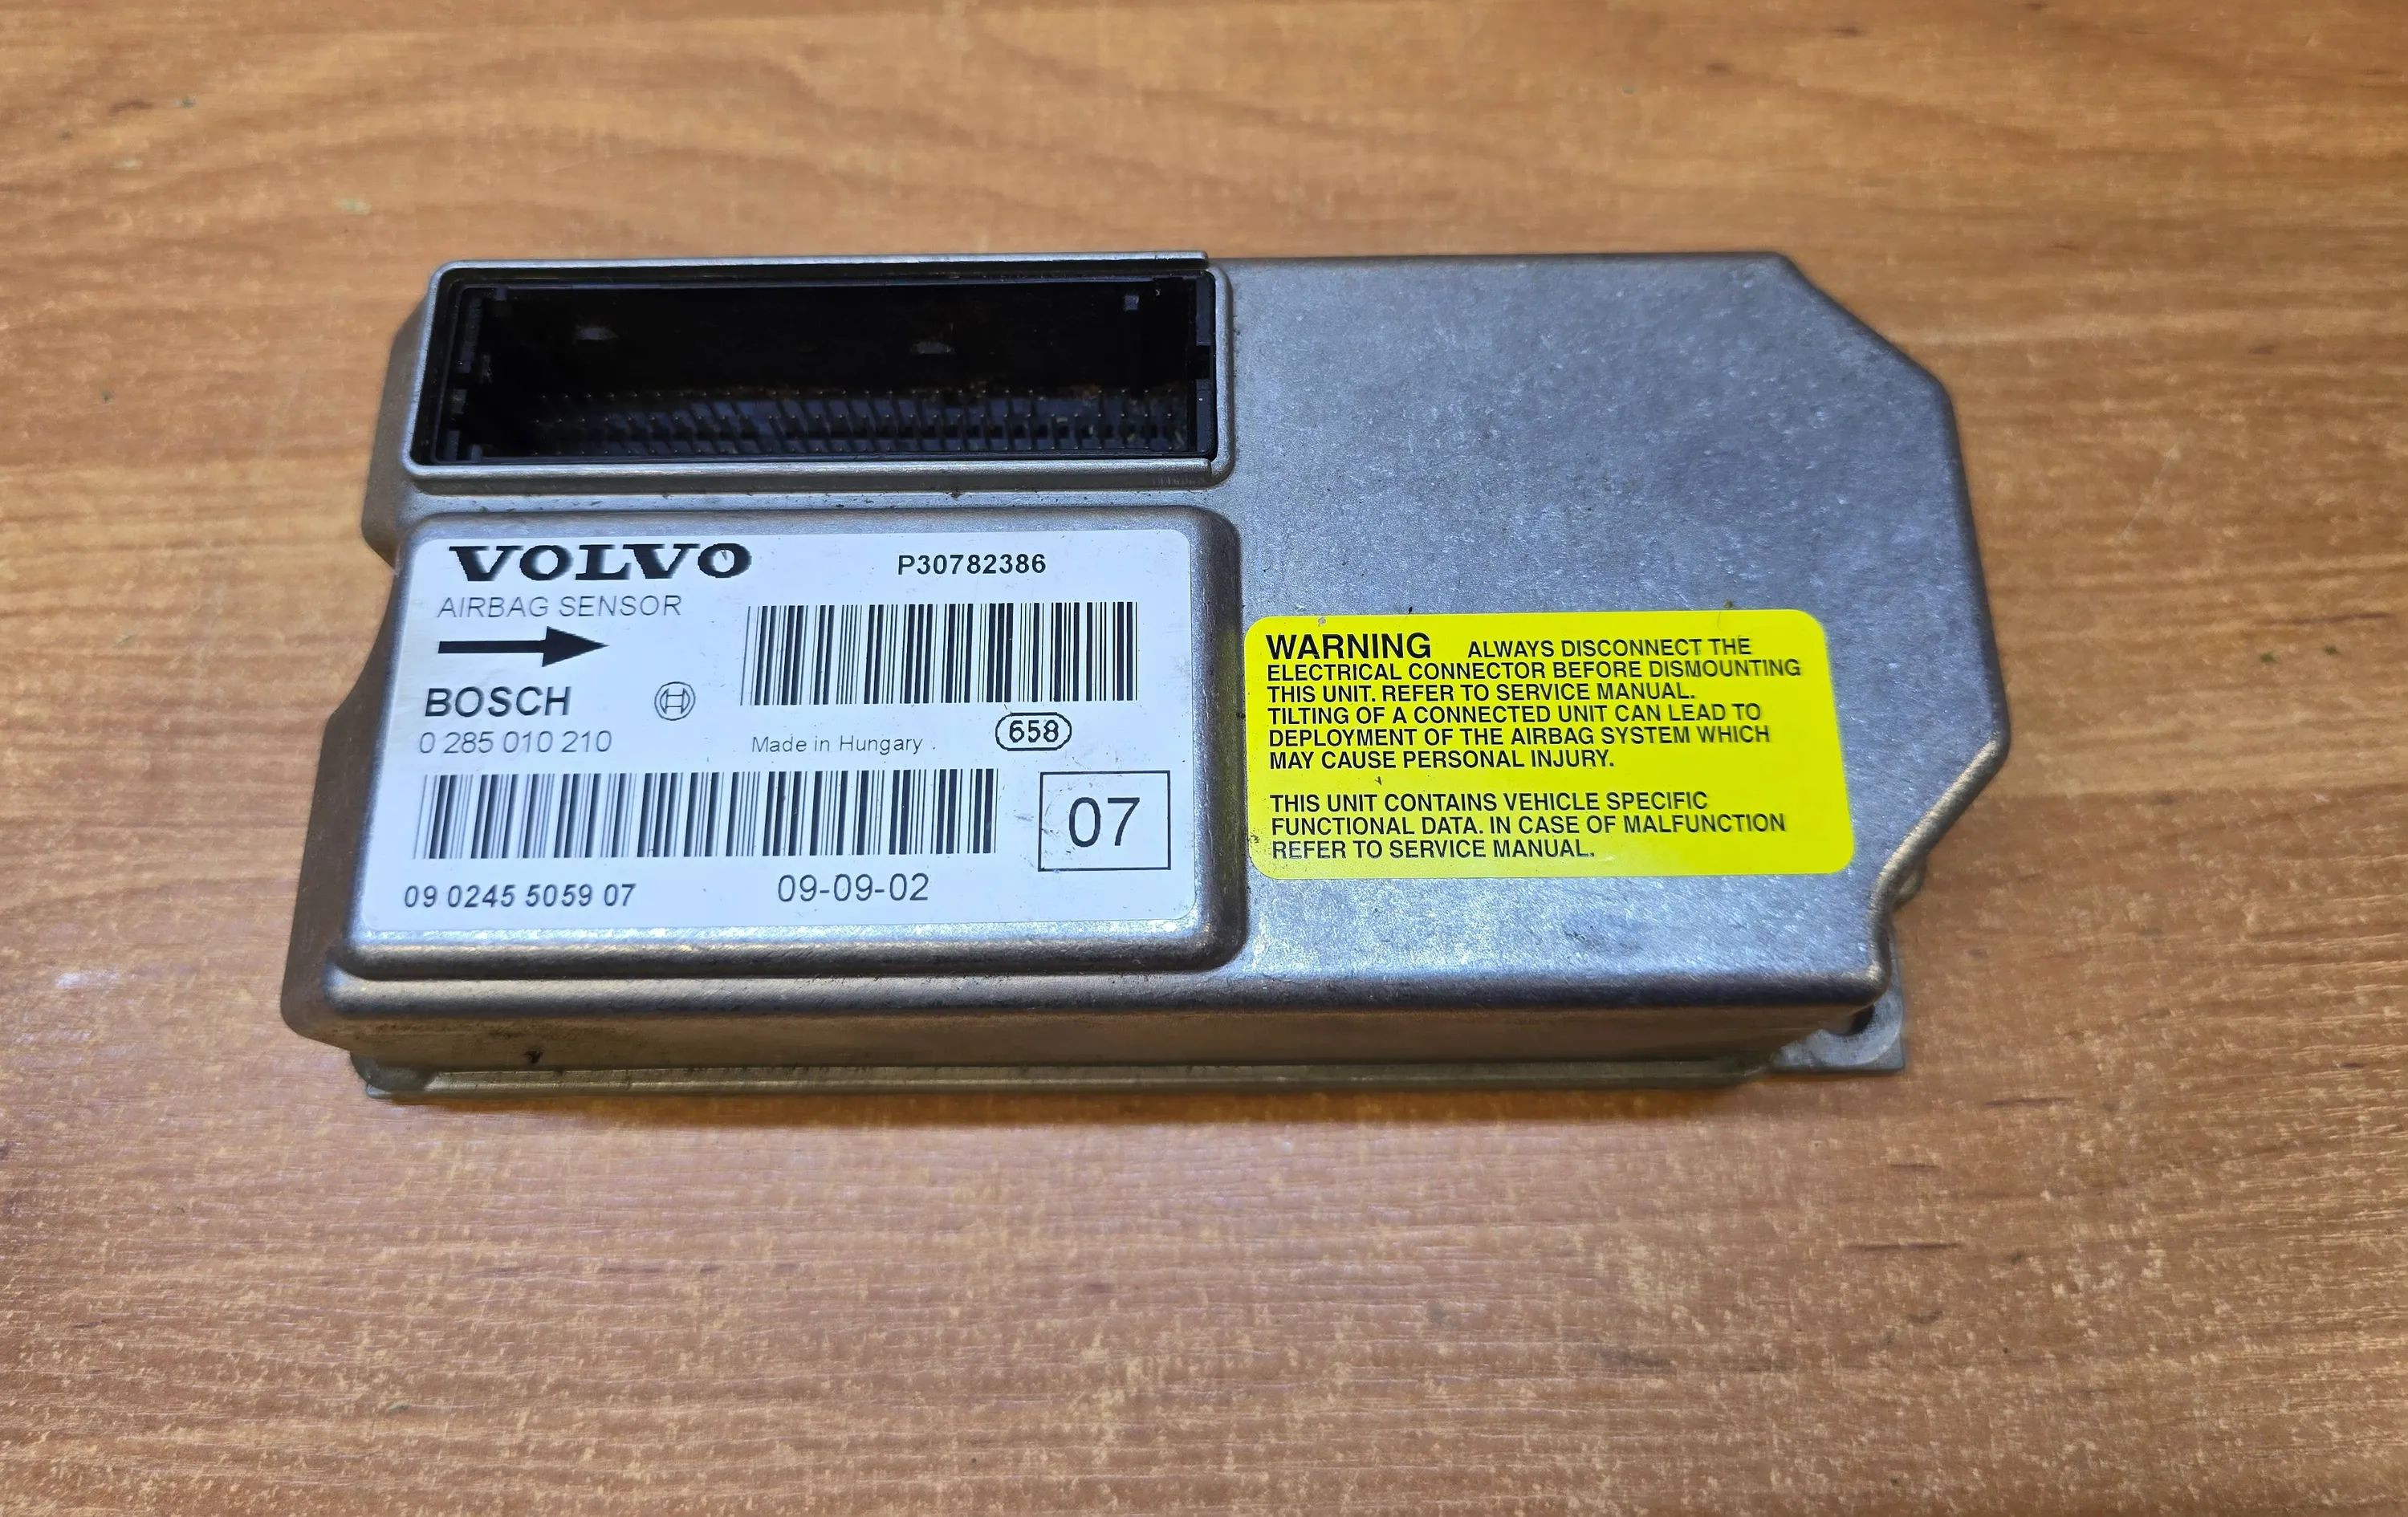 VOLVO P30782386
AIRBAG SENSOR
BOSCH
0 285 010 210
Made in Hungary .
658
07
09 0245 5059 07 09-09-02
WARNING ALWAYS DISCONNECT THE
ELECTRICAL CONNECTOR BEFORE DISMOUNTING
THIS UNIT. REFER TO SERVICE MANUAL.
TILTING OF A CONNECTED UNIT CAN LEAD TO
DEPLOYMENT OF THE AIRBAG SYSTEM WHICH
MAY CAUSE PERSONAL INJURY.
THIS UNIT CONTAINS VEHICLE SPECIFIC
FUNCTIONAL DATA. IN CASE OF MALFUNCTION
REFER TO SERVICE MANUAL.